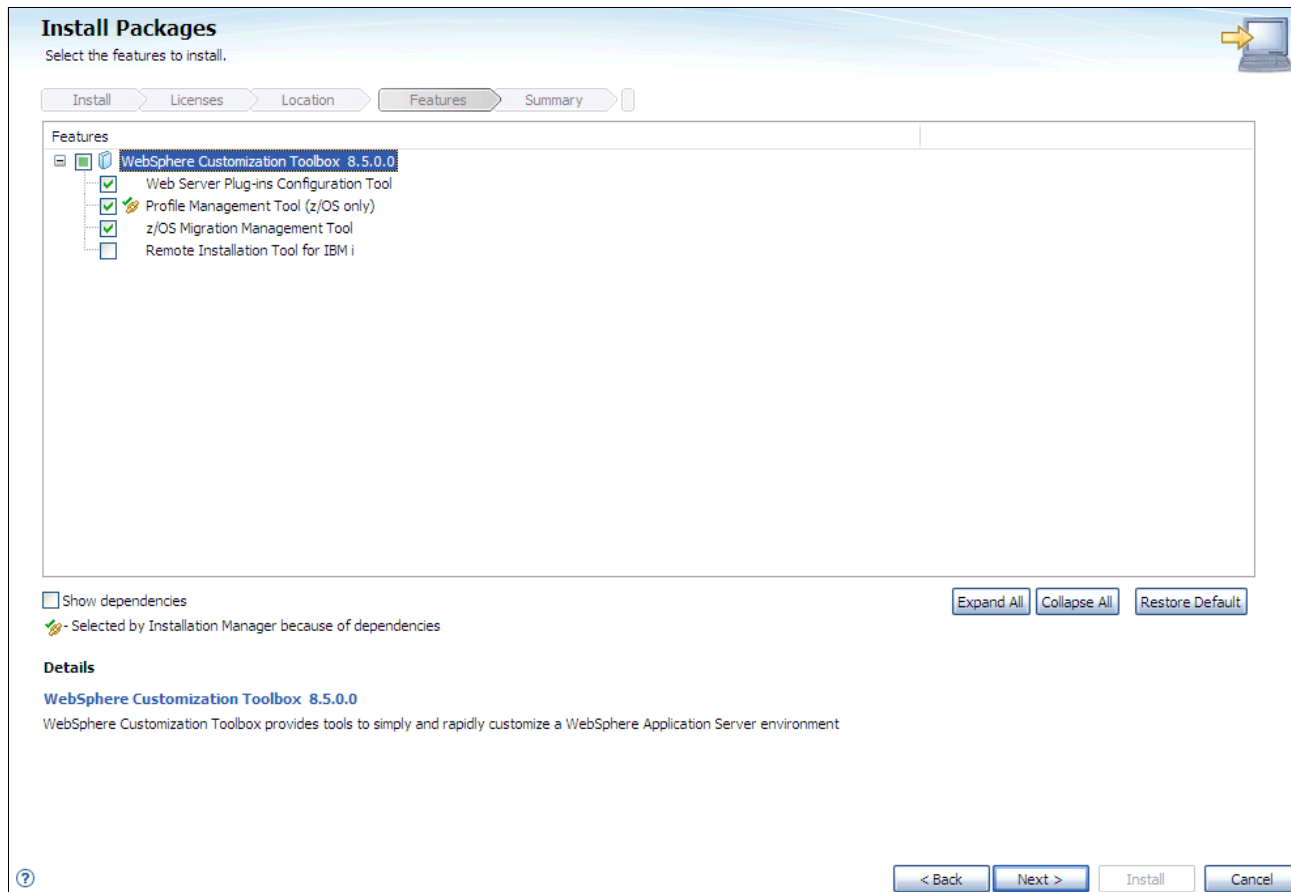 Install Packages
Select the features to install.
Install Licenses Location Features Summary
Features
WebSphere Customization Toolbox 8.5.0.0
Web Server Plug-ins Configuration Tool
Profile Management Tool (z/OS only)
z/OS Migration Management Tool
Remote Installation Tool for IBM i
Show dependencies Expand All Collapse All Restore Default
- Selected by Installation Manager because of dependencies
Details
WebSphere Customization Toolbox 8.5.0.0
WebSphere Customization Toolbox provides tools to simply and rapidly customize a WebSphere Application Server environment
? < Back Next > Install Cancel